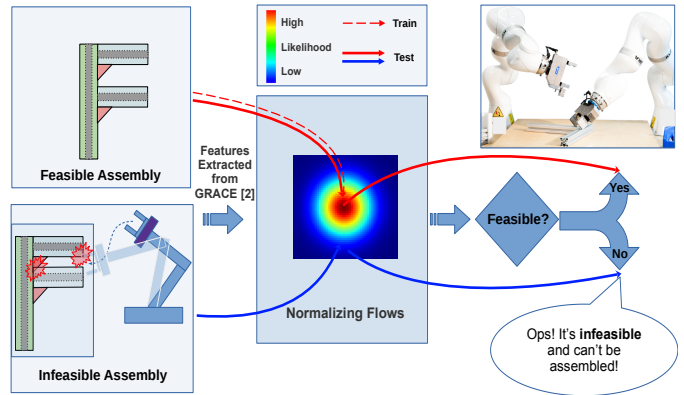 High
Likelihood
Low
Train
Test
Feasible Assembly
Features
Extracted
from
GRACE [2]
Normalizing Flows
Feasible?
Yes
No
Infeasible Assembly
Ops! It's infeasible
and can't be
assembled!